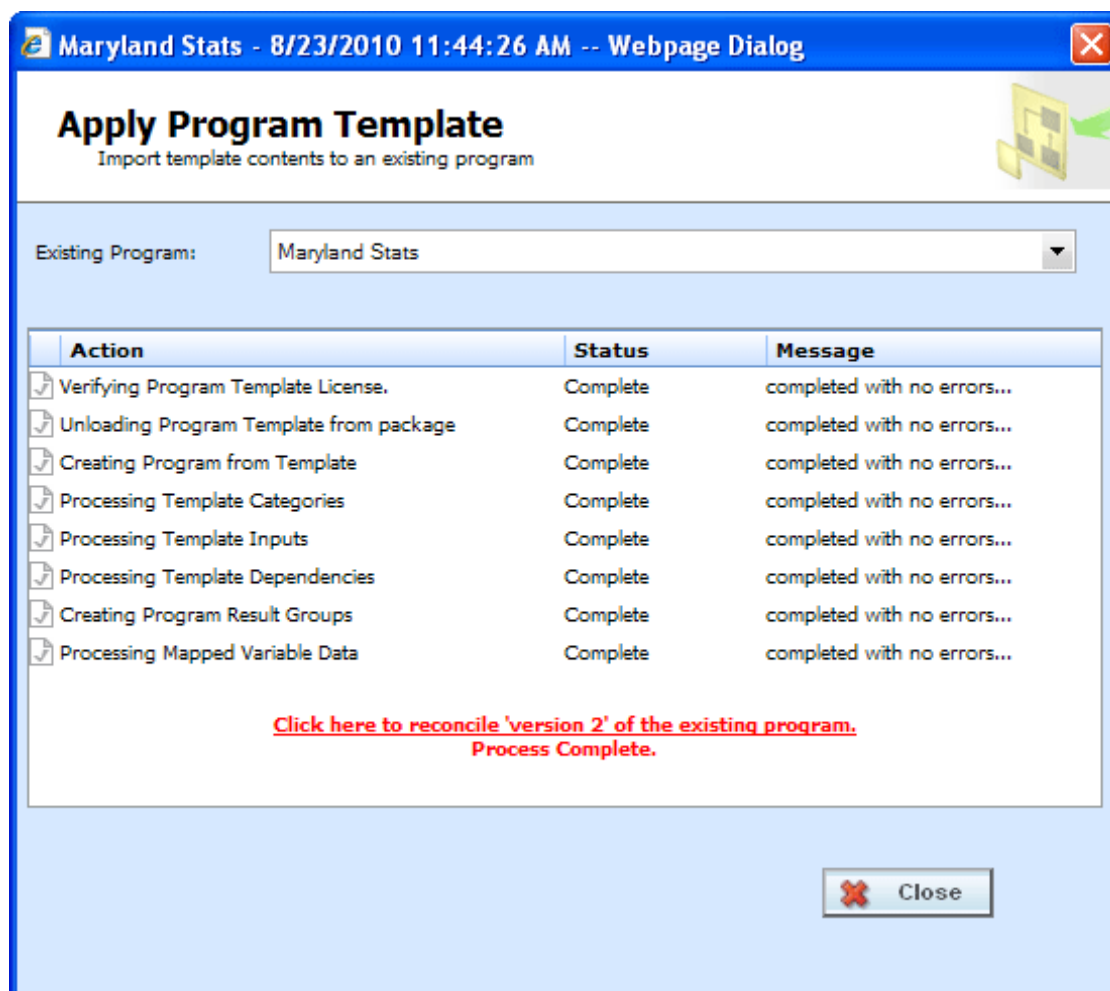 Maryland Stats - 8/23/2010 11:44:26 AM -- Webpage Dialog
Apply Program Template
Import template contents to an existing program
Existing Program: Maryland Stats
Action Status Message
Verifying Program Template License. Complete completed with no errors...
Unloading Program Template from package Complete completed with no errors...
Creating Program from Template Complete completed with no errors...
Processing Template Categories Complete completed with no errors...
Processing Template Inputs Complete completed with no errors...
Processing Template Dependencies Complete completed with no errors...
Creating Program Result Groups Complete completed with no errors...
Processing Mapped Variable Data Complete completed with no errors...
Click here to reconcile 'version 2' of the existing program.
Process Complete.
Close